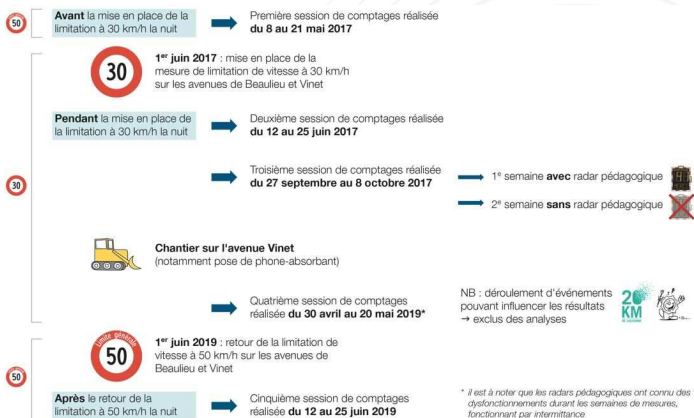 50
Avant la mise en place de la
limitation à 30 km/h la nuit
Première session de comptages réalisée
du 8 au 21 mai 2017
30
1er juin 2017 : mise en place de la
mesure de limitation de vitesse à 30 km/h
sur les avenues de Beaulieu et Vinet
Pendant la mise en place de
la limitation à 30 km/h la nuit
Deuxième session de comptages réalisée
du 12 au 25 juin 2017
30
Troisième session de comptages réalisée
du 27 septembre au 8 octobre 2017
1e semaine avec radar pédagogique
2e semaine sans radar pédagogique
Chantier sur l'avenue Vinet
(notamment pose de phone-absorbant)
Quatrième session de comptages
réalisée du 30 avril au 20 mai 2019*
NB : déroulement d'événements
pouvant influencer les résultats
→ exclus des analyses
20
KM
Limite générale
50
1er juin 2019 : retour de la limitation de
vitesse à 50 km/h sur les avenues de
Beaulieu et Vinet
50
Après le retour de la
limitation à 50 km/h la nuit
Cinquième session de comptages
réalisée du 12 au 25 juin 2019
* il est à noter que les radars pédagogiques ont connu des
dysfonctionnements durant les semaines de mesures,
fonctionnant par intermittance